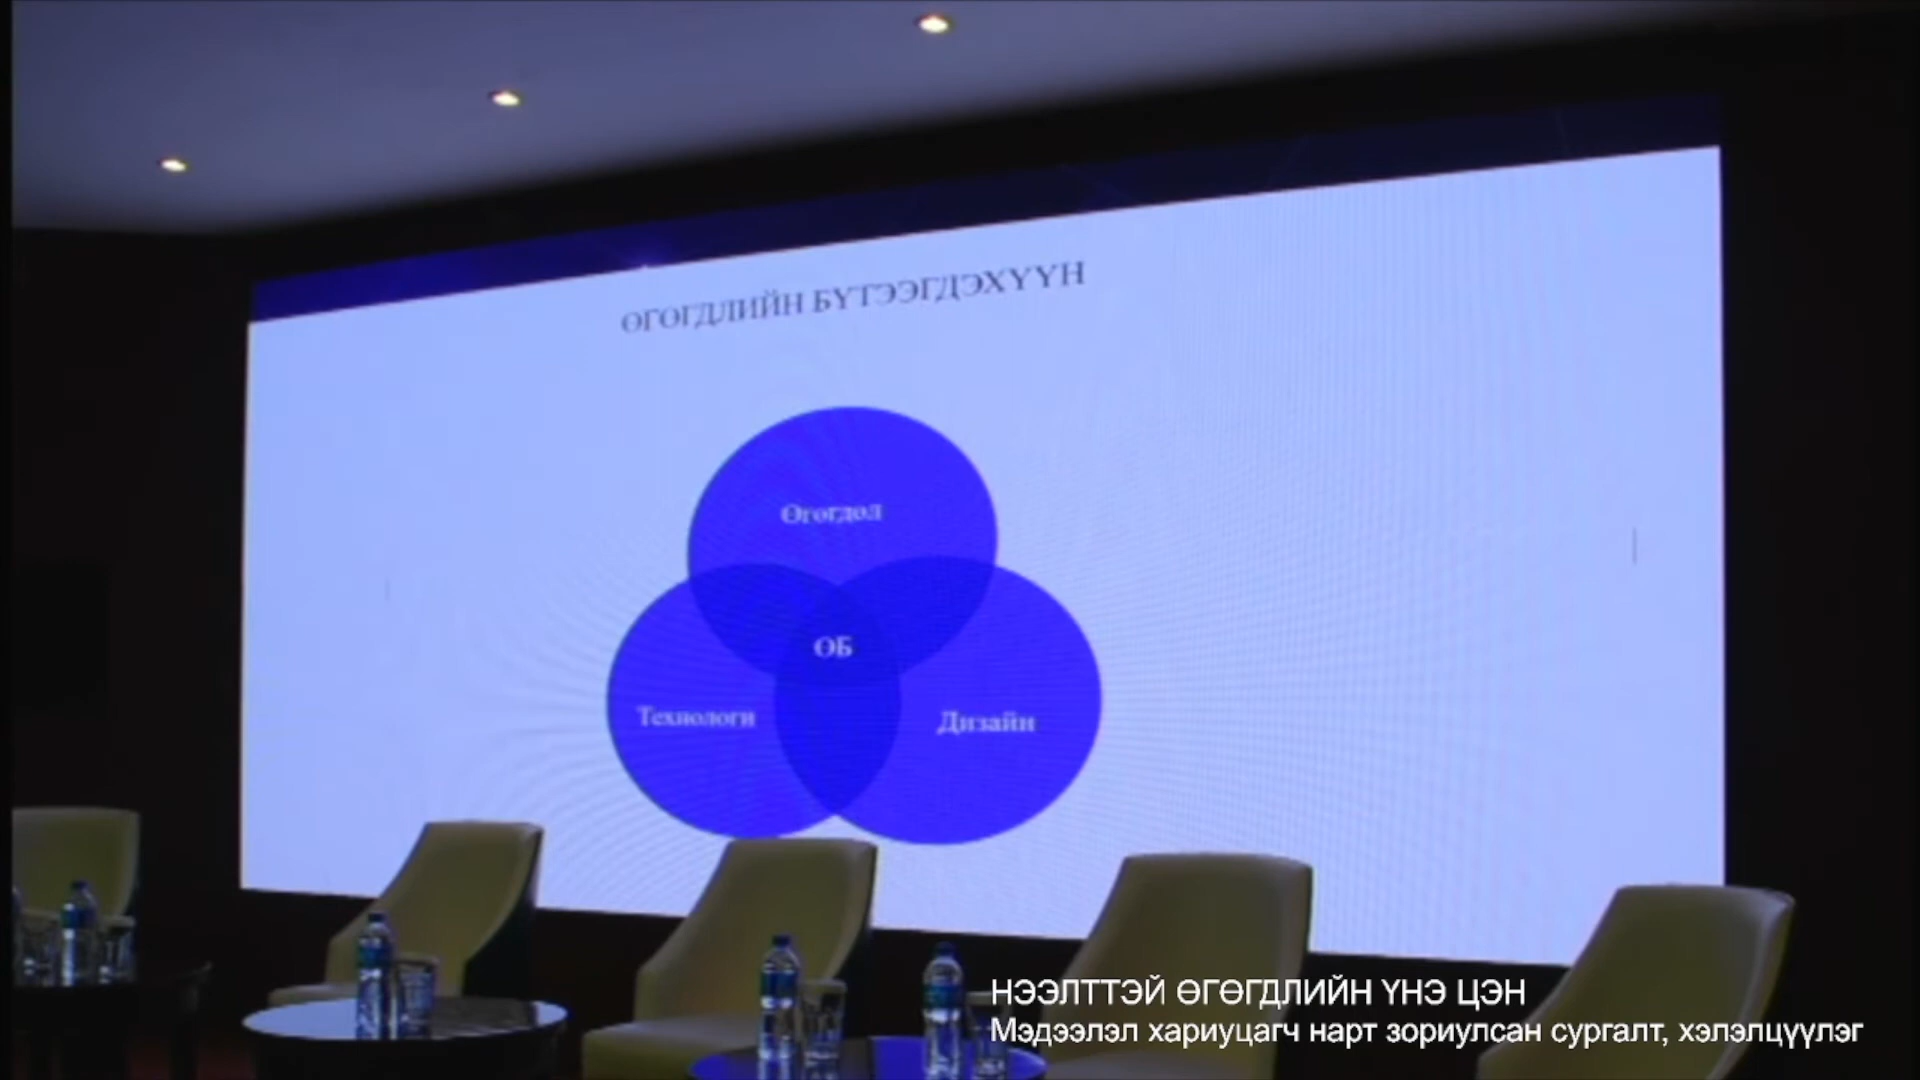 ӨГӨГДЛИЙН БҮТЭЭГДЭХҮҮН
Өгөгдөл
ӨБ
Технологи
Дизайн
НЭЭЛТТЭЙ ӨГӨГДЛИЙН ҮНЭ ЦЭН
Мэдээлэл хариуцагч нарт зориулсан сургалт, хэлэлцүүлэг